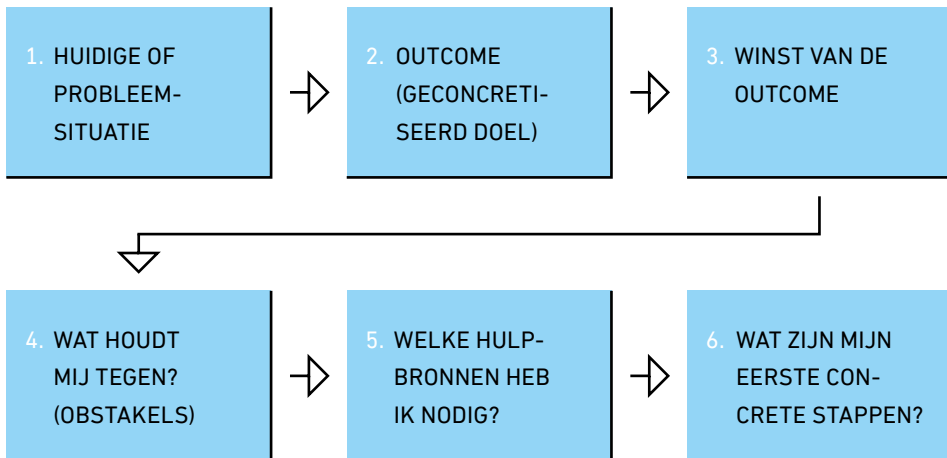 1. HUIDIGE OF
PROBLEEM-
SITUATIE
2. OUTCOME
(GECONCRETI-
SEERD DOEL)
3. WINST VAN DE
OUTCOME
4. WAT HOUDT
MIJ TEGEN?
(OBSTAKELS)
5. WELKE HULP-
BRONNEN HEB
IK NODIG?
6. WAT ZIJN MIJN
EERSTE CON-
CRETE STAPPEN?